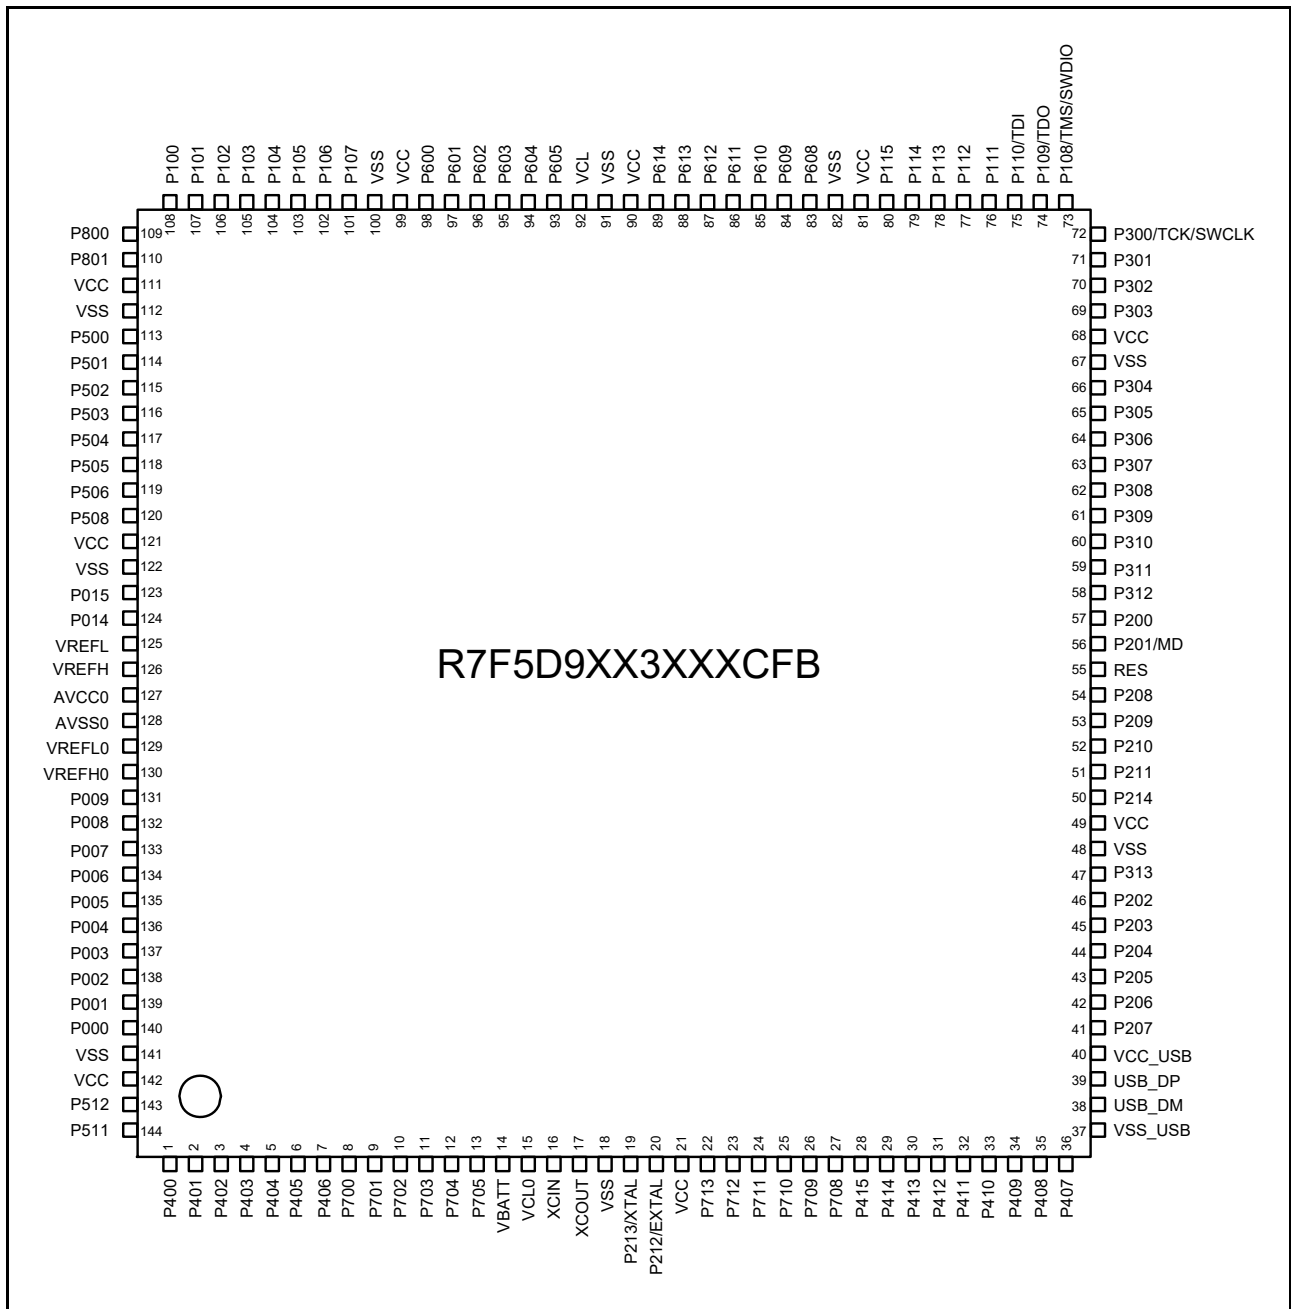 P100 P101 P102 P103 P104 P105 P106 P107 VSS VCC P600 P601 P602 P603 P604 P605 VCL VSS VCC P614 P613 P612 P611 P610 P609 P608 VSS VCC P115 P114 P113 P112 P111 P110/TDI P109/TDO P108/TMS/SWDIO
108 107 106 105 104 103 102 101 100 99 98 97 96 95 94 93 92 91 90 89 88 87 86 85 84 83 82 81 80 79 78 77 76 75 74 73
P800 109 72 P300/TCK/SWCLK
P801 110 71 P301
VCC 111 70 P302
VSS 112 69 P303
P500 113 68 VCC
P501 114 67 VSS
P502 115 66 P304
P503 116 65 P305
P504 117 64 P306
P505 118 63 P307
P506 119 62 P308
P508 120 61 P309
VCC 121 60 P310
VSS 122 59 P311
P015 123 58 P312
P014 124 57 P200
VREFL 125 56 P201/MD
R7F5D9XX3XXXCFB
VREFH 126 55 RES
AVCC0 127 54 P208
AVSS0 128 53 P209
VREFL0 129 52 P210
VREFH0 130 51 P211
P009 131 50 P214
P008 132 49 VCC
P007 133 48 VSS
P006 134 47 P313
P005 135 46 P202
P004 136 45 P203
P003 137 44 P204
P002 138 43 P205
P001 139 42 P206
P000 140 41 P207
VSS 141 40 VCC_USB
VCC 142 39 USB_DP
P512 143 38 USB_DM
P511 144 37 VSS_USB
1 2 3 4 5 6 7 8 9 10 11 12 13 14 15 16 17 18 19 20 21 22 23 24 25 26 27 28 29 30 31 32 33 34 35 36
P400 P401 P402 P403 P404 P405 P406 P700 P701 P702 P703 P704 P705 VBATT VCL0 XCIN XCOUT VSS P213/XTAL P212/EXTAL VCC P713 P712 P711 P710 P709 P708 P415 P414 P413 P412 P411 P410 P409 P408 P407